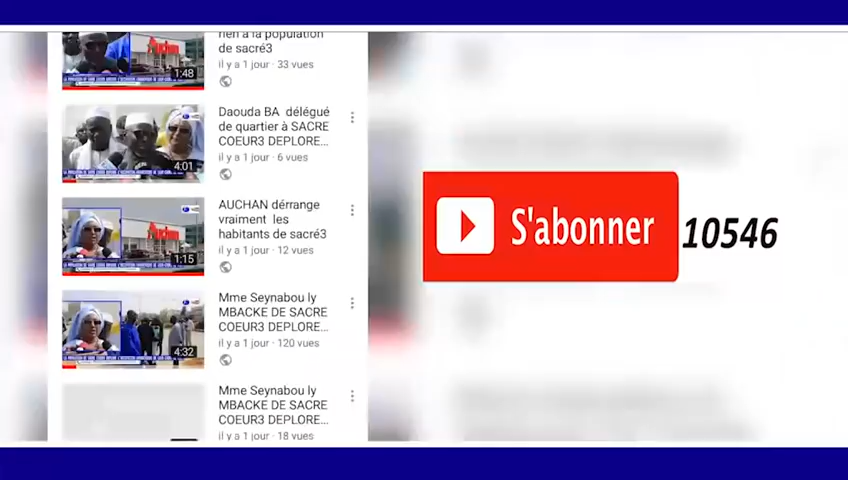 rien à la population
de sacré3
il y a 1 jour · 33 vues
Auchan
1:48
Daouda BA délégué
de quartier à SACRE
COEUR3 DEPLORE...
il y a 1 jour · 6 vues
4:01
AUCHAN dérrange
vraiment les
habitants de sacré3
il y a 1 jour · 12 vues
Auchan
1:15
Mme Seynabou ly
MBACKE DE SACRE
COEUR3 DEPLORE...
il y a 1 jour · 120 vues
4:32
Mme Seynabou ly
MBACKE DE SACRE
COEUR3 DEPLORE...
il y a 1 jour · 18 vues
S'abonner
10546